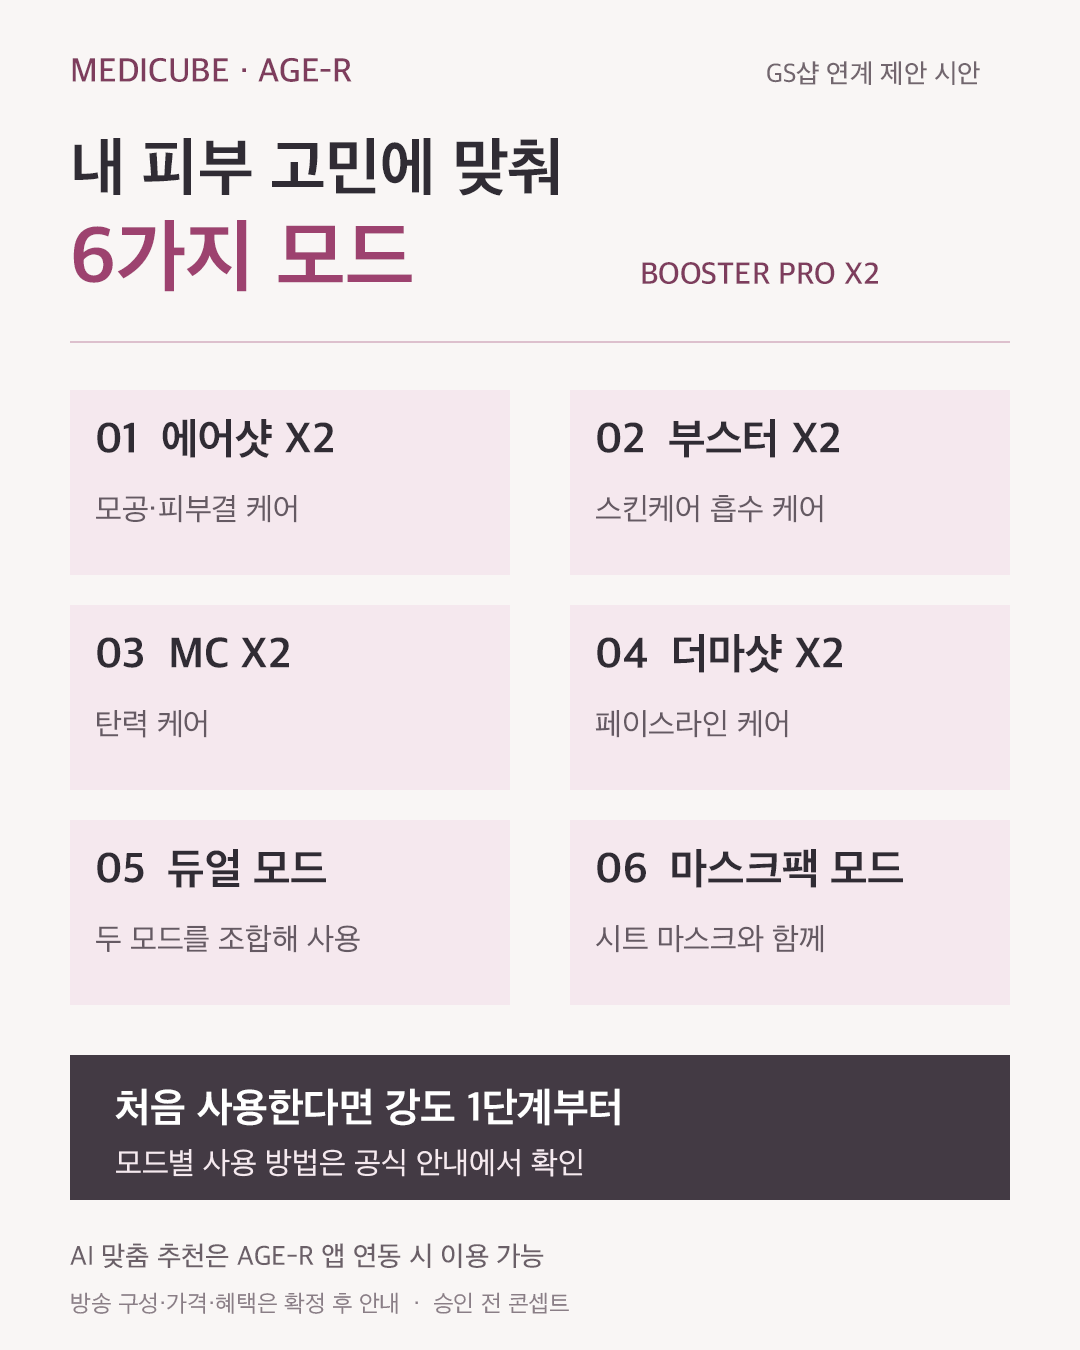 MEDICUBE · AGE-R
GS샵 연계 제안 시안
내 피부 고민에 맞춰
6가지 모드
BOOSTER PRO X2
01 에어샷 X2
모공·피부결 케어
02 부스터 X2
스킨케어 흡수 케어
03 MC X2
탄력 케어
04 더마샷 X2
페이스라인 케어
05 듀얼 모드
두 모드를 조합해 사용
06 마스크팩 모드
시트 마스크와 함께
처음 사용한다면 강도 1단계부터
모드별 사용 방법은 공식 안내에서 확인
AI 맞춤 추천은 AGE-R 앱 연동 시 이용 가능
방송 구성·가격·혜택은 확정 후 안내 · 승인 전 콘셉트